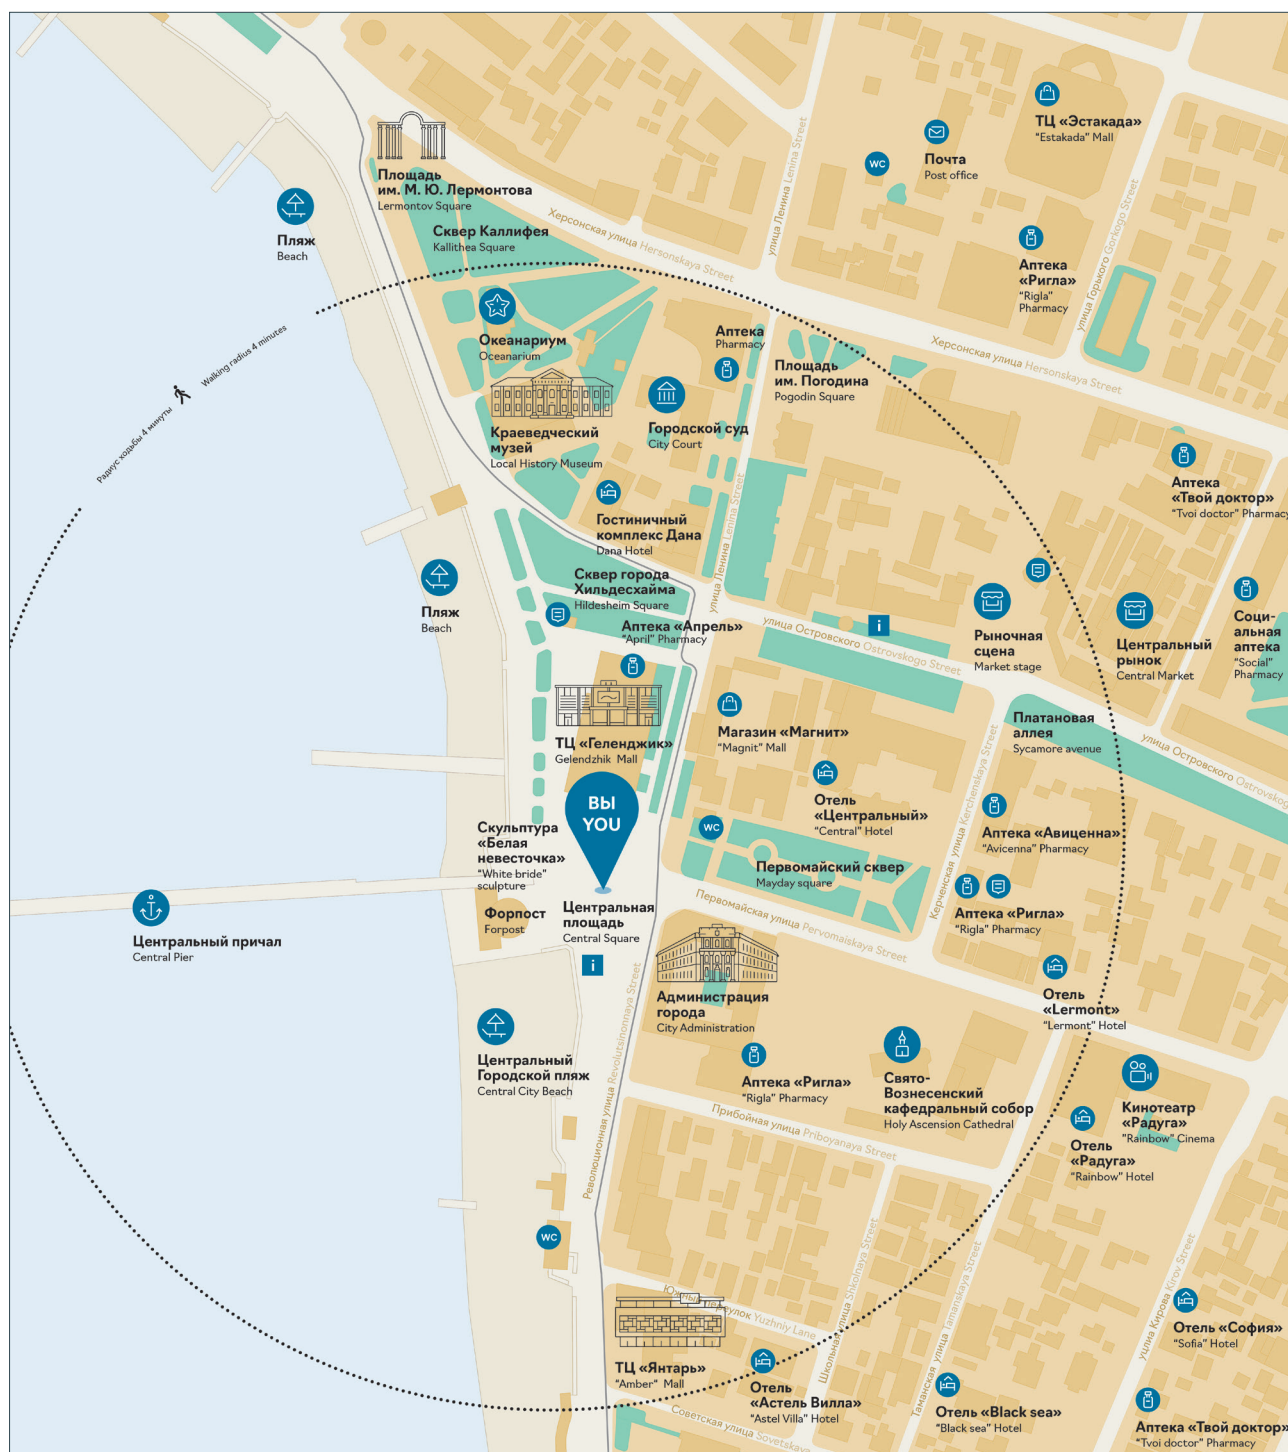 ТЦ «Эстакада»
"Estakada" Mall
Почта
Post office
WC
улица Ленина Lenina Street
улица Горького Gorkogo Street
Площадь
им. М. Ю. Лермонтова
Lermontov Square
Сквер Каллифея
Kallithea Square
Херсонская улица Hersonskaya Street
Пляж
Beach
Аптека
«Ригла»
"Rigla"
Pharmacy
Радиус ходьбы 4 минуты
Walking radius 4 minutes
Океанариум
Oceanarium
Аптека
Pharmacy
Площадь
им. Погодина
Pogodin Square
Херсонская улица Hersonskaya Street
Краеведческий
музей
Local History Museum
Городской суд
City Court
Аптека
«Твой доктор»
"Tvoi doctor" Pharmacy
Гостиничный
комплекс Дана
Dana Hotel
улица Ленина Lenina Street
Сквер города
Хильдесхайма
Hildesheim Square
Пляж
Beach
Аптека «Апрель»
"April" Pharmacy
улица Островского Ostrovskogo Street
i
Рыночная
сцена
Market stage
Центральный
рынок
Central Market
Соци-
альная
аптека
"Social"
Pharmacy
ТЦ «Геленджик»
Gelendzhik Mall
Магазин «Магнит»
"Magnit" Mall
Платановая
аллея
Sycamore avenue
улица Островского Ostrovskogo
Отель
«Центральный»
"Central" Hotel
Керченская улица Kerchenskaya Street
Аптека «Авиценна»
"Avicenna" Pharmacy
ВЫ
YOU
WC
Скульптура
«Белая
невесточка»
"White bride"
sculpture
Первомайский сквер
Mayday square
Аптека «Ригла»
"Rigla" Pharmacy
Форпост
Forpost
Центральная
площадь
Central Square
Первомайская улица Pervomaiskaya Street
Центральный причал
Central Pier
i
Администрация
города
City Administration
Отель
«Lermont»
"Lermont" Hotel
Революционная улица Revolutsinonnaya Street
Центральный
Городской пляж
Central City Beach
Аптека «Ригла»
"Rigla" Pharmacy
Свято-
Вознесенский
кафедральный собор
Holy Ascension Cathedral
Кинотеатр
«Радуга»
"Rainbow" Cinema
Отель
«Радуга»
"Rainbow" Hotel
Прибойная улица Priboyanaya Street
WC
Школьная улица Shkolnaya Street
Таманская улица Tamanskaya Street
улциа Кирова Kirov Street
Южный переулок Yuzhniy Lane
Отель «София»
"Sofia" Hotel
ТЦ «Янтарь»
"Amber" Mall
Отель
«Астель Вилла»
"Astel Villa" Hotel
Отель «Black sea»
"Black sea" Hotel
Аптека «Твой доктор»
"Tvoi doctor" Pharmacy
Советская улица Sovetskaya